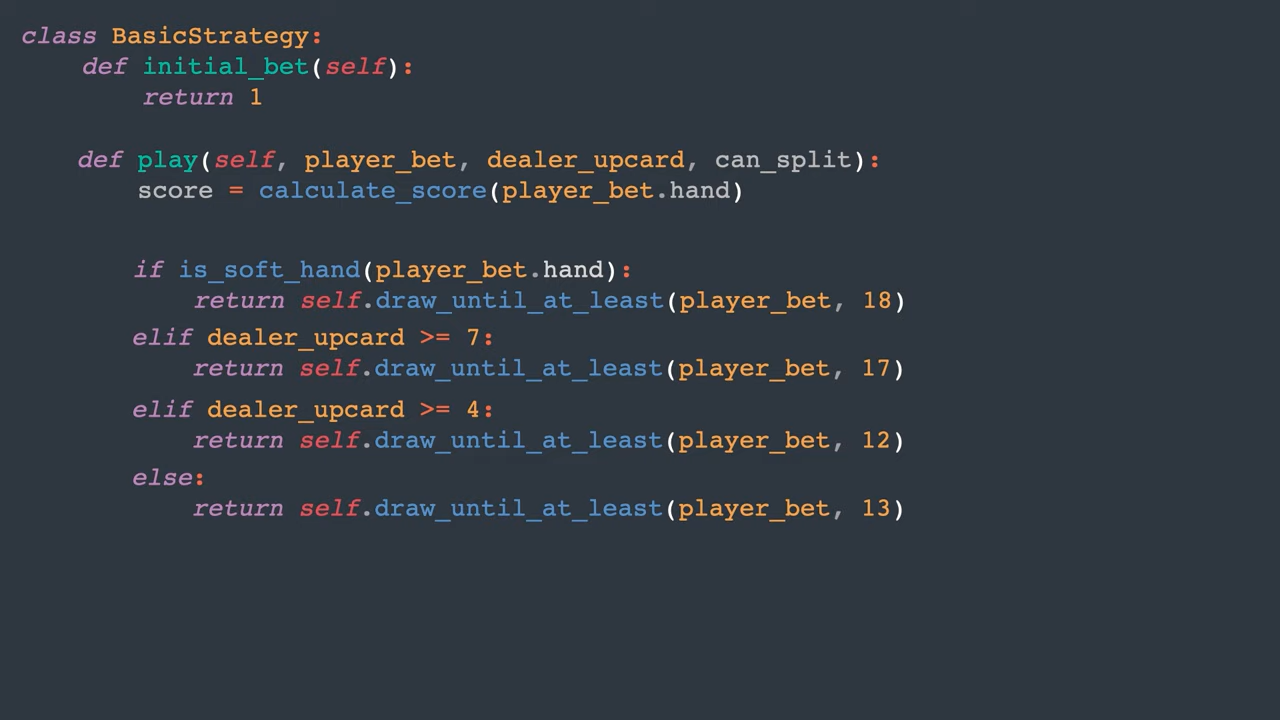 class BasicStrategy:
    def initial_bet(self):
        return 1
    def play(self, player_bet, dealer_upcard, can_split):
        score = calculate_score(player_bet.hand)
        if is_soft_hand(player_bet.hand):
            return self.draw_until_at_least(player_bet, 18)
        elif dealer_upcard >= 7:
            return self.draw_until_at_least(player_bet, 17)
        elif dealer_upcard >= 4:
            return self.draw_until_at_least(player_bet, 12)
        else:
            return self.draw_until_at_least(player_bet, 13)